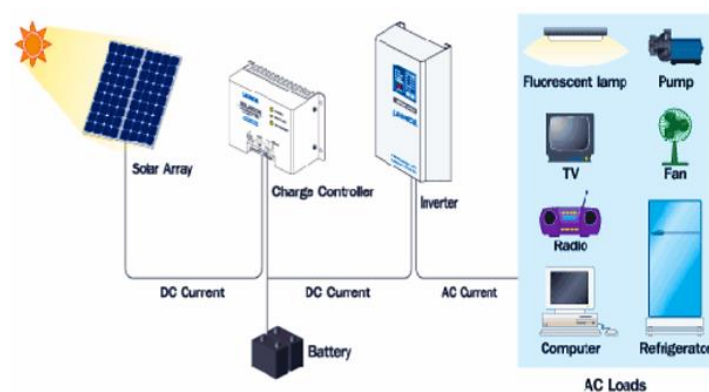 Fluorescent lamp
Pump
Solar Array
Charge Controller
Inverter
TV
Fan
Radio
DC Current
DC Current
AC Current
Battery
Computer
Refrigerator
AC Loads